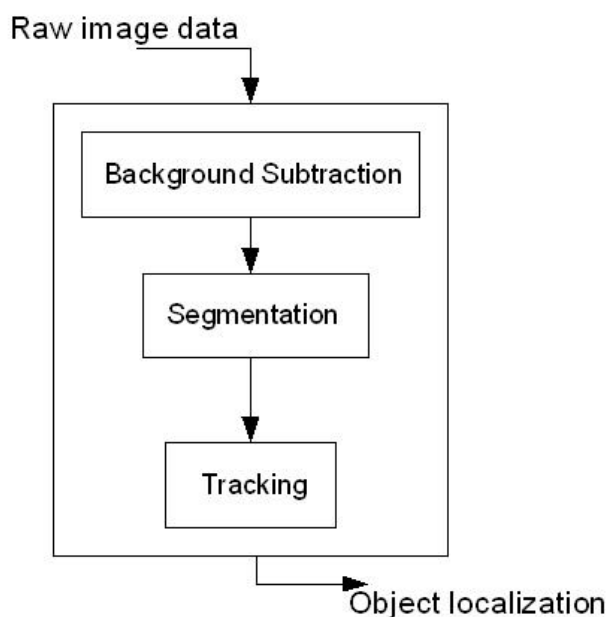 Raw image data
Background Subtraction
Segmentation
Tracking
Object localization